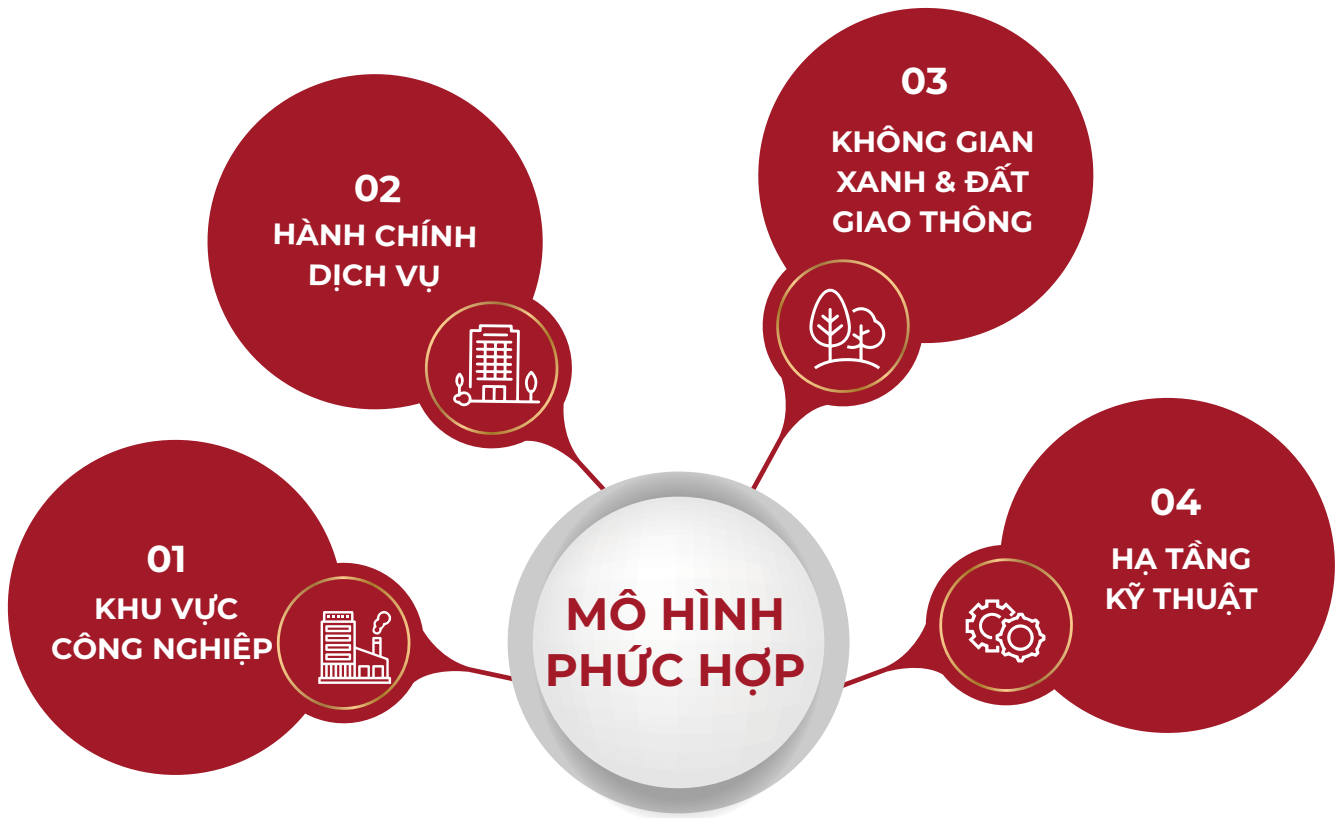 01
KHU VỰC
CÔNG NGHIỆP
02
HÀNH CHÍNH
DỊCH VỤ
03
KHÔNG GIAN
XANH & ĐẤT
GIAO THÔNG
04
HẠ TẦNG
KỸ THUẬT
MÔ HÌNH
PHỨC HỢP